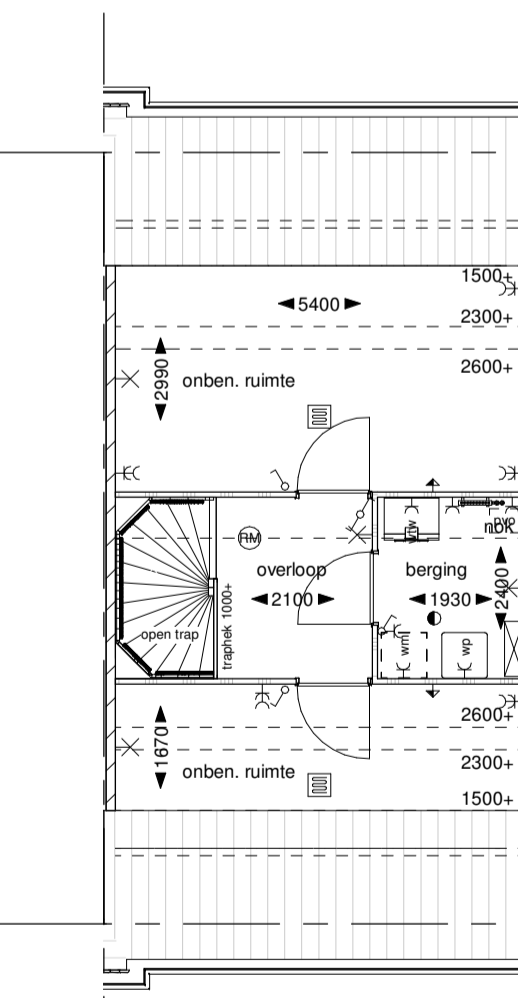 1500+
5400
2300+
2600+
2990
onben. ruimte
RM
wtw
nok
overloop
berging
2100
1930
2400
traphek 1000+
open trap
wm
wp
2600+
1670
2300+
onben. ruimte
1500+